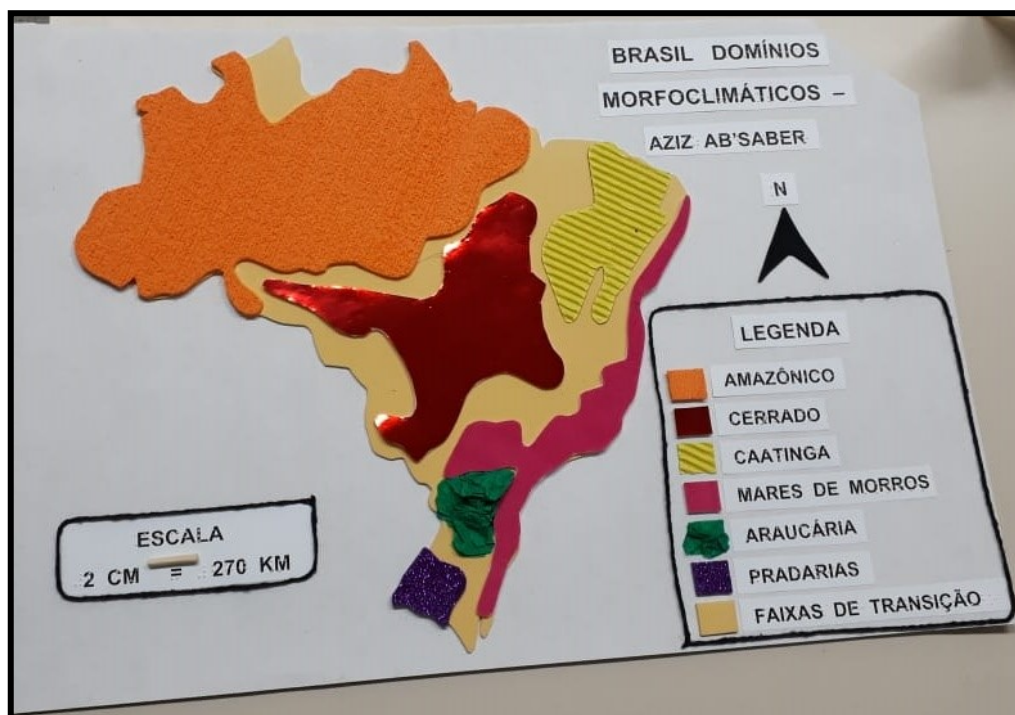 BRASIL DOMÍNIOS
MORFOCLIMÁTICOS –
AZIZ AB'SABER
N
LEGENDA
AMAZÔNICO
CERRADO
CAATINGA
MARES DE MORROS
ARAUCÁRIA
PRADARIAS
FAIXAS DE TRANSIÇÃO
ESCALA
2 CM = 270 KM